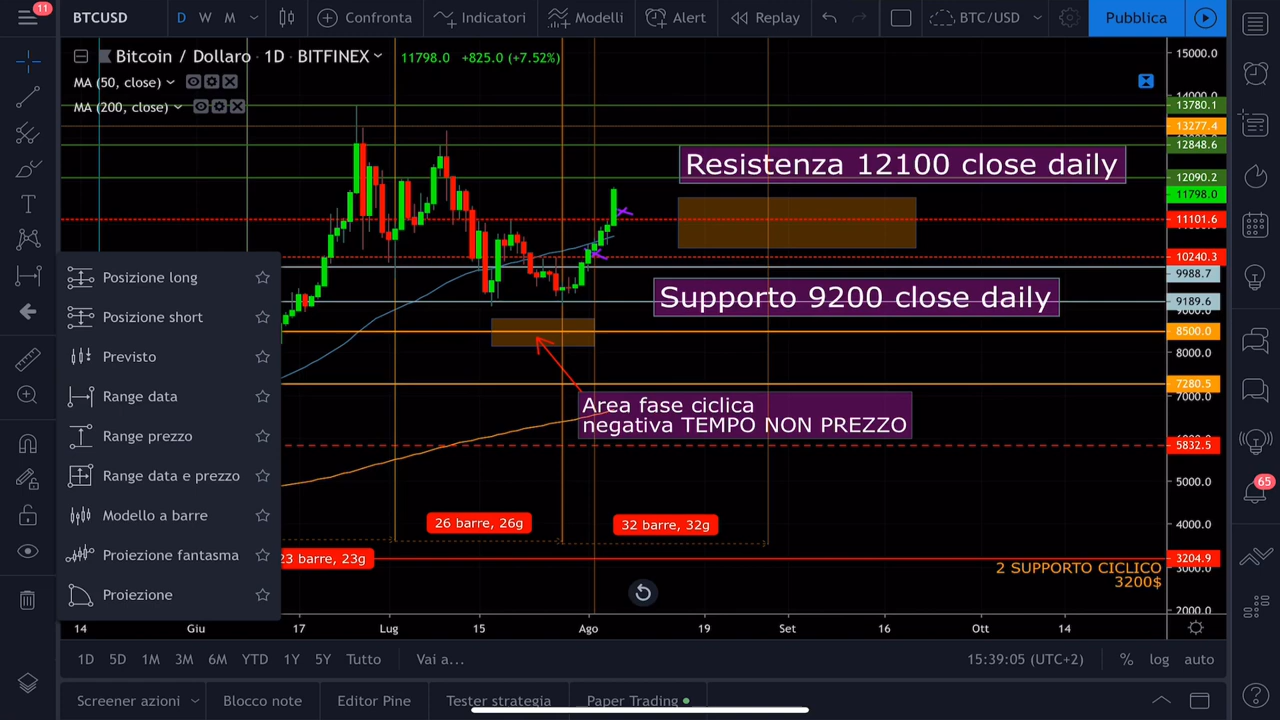 11
BTCUSD
D W M
Confronta
Indicatori
Modelli
Alert
Replay
BTC/USD
Pubblica
Bitcoin / Dollaro · 1D · BITFINEX
11798.0 +825.0 (+7.52%)
MA (50, close)
MA (200, close)
15000.0
14000.0
13780.1
13277.4
12848.6
12090.2
11798.0
11101.6
10240.3
9988.7
9189.6
9000.0
8500.0
8000.0
7280.5
7000.0
5832.5
5000.0
4000.0
3204.9
3000.0
2000.0
Resistenza 12100 close daily
Supporto 9200 close daily
Area fase ciclica
negativa TEMPO NON PREZZO
Posizione long
Posizione short
Previsto
Range data
Range prezzo
Range data e prezzo
Modello a barre
Proiezione fantasma
Proiezione
23 barre, 23g
26 barre, 26g
32 barre, 32g
2 SUPPORTO CICLICO
3200$
65
14 Giu 17 Lug 15 Ago 19 Set 16 Ott 14
1D 5D 1M 3M 6M YTD 1Y 5Y Tutto
Vai a...
15:39:05 (UTC+2)
% log auto
Screener azioni
Blocco note
Editor Pine
Tester strategia
Paper Trading